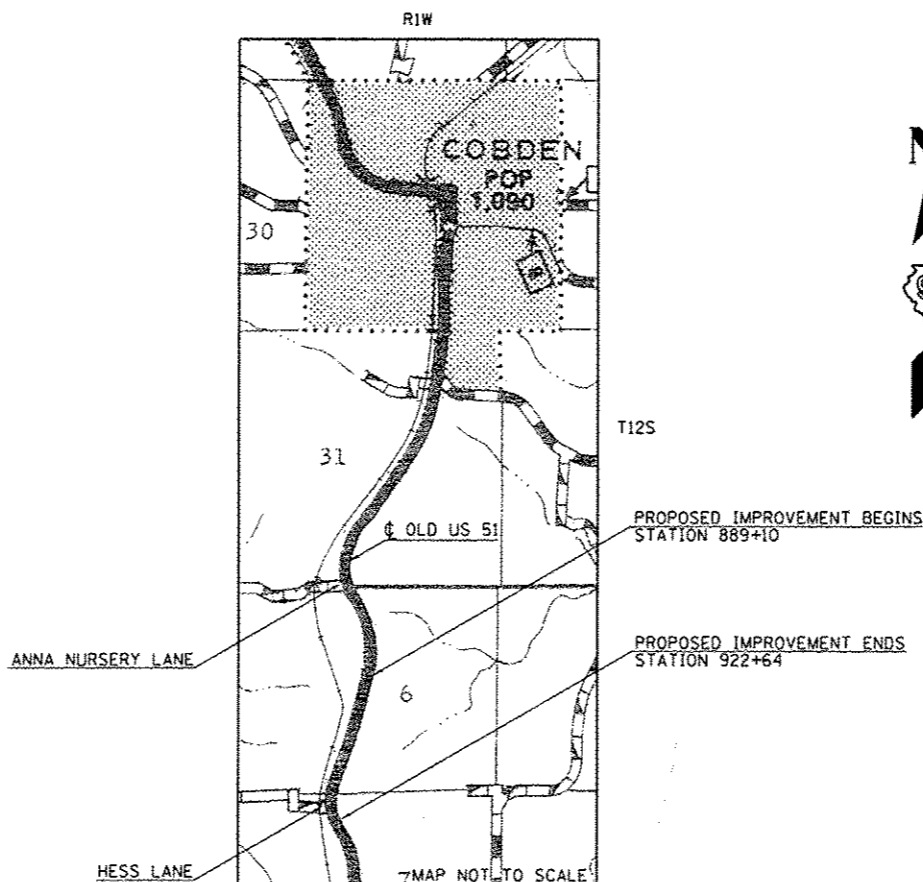 R1W
N
COBDEN
POP
1,090
30
T12S
31
℄ OLD US 51
PROPOSED IMPROVEMENT BEGINS
STATION 889+10
ANNA NURSERY LANE
PROPOSED IMPROVEMENT ENDS
STATION 922+64
6
HESS LANE
7
MAP NOT TO SCALE